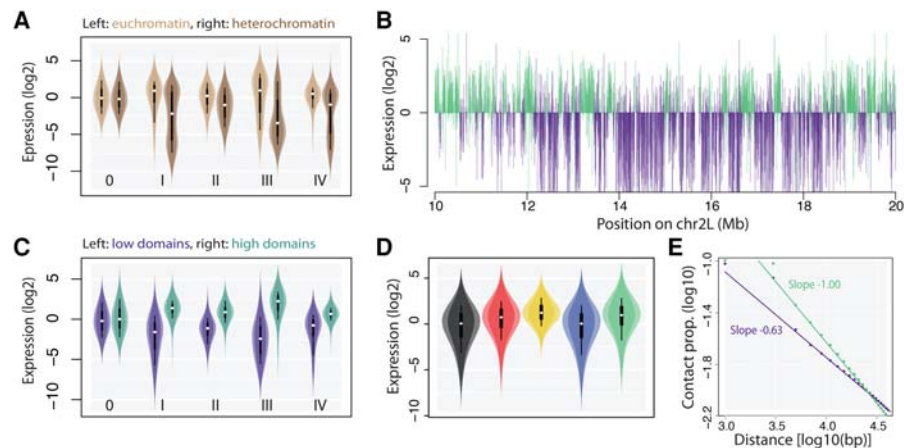 A
Left: euchromatin, right: heterochromatin
Epression (log2)
5
0
−5
−10
0 I II III IV
B
Expression (log2)
5
0
−5
10 12 14 16 18 20
Position on chr2L (Mb)
C
Left: low domains, right: high domains
Expression (log2)
5
0
−5
−10
0 I II III IV
D
Expression (log2)
5
0
−5
−10
E
Contact prop. (log10)
-1.0
-1.4
-1.8
-2.2
Slope -1.00
Slope -0.63
3.0 3.5 4.0 4.5
Distance [log10(bp)]